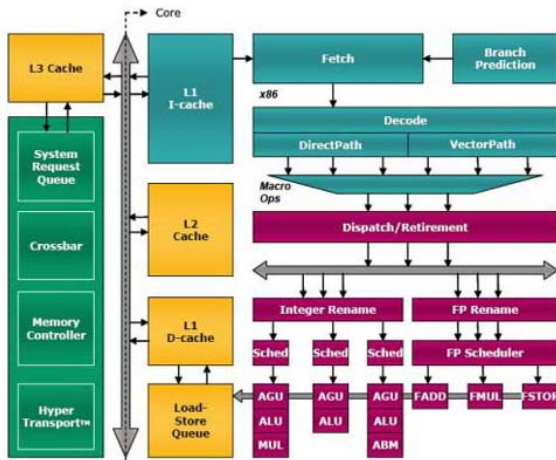 Core
L3 Cache
L1
I-cache
Fetch
Branch
Prediction
x86
Decode
DirectPath
VectorPath
System
Request
Queue
Macro
Ops
L2
Cache
Dispatch/Retirement
Crossbar
Integer Rename
FP Rename
Memory
Controller
L1
D-cache
Sched
Sched
Sched
FP Scheduler
Hyper
Transport™
Load-
Store
Queue
AGU
ALU
MUL
AGU
ALU
AGU
ALU
ABM
FADD
FMUL
FSTOR